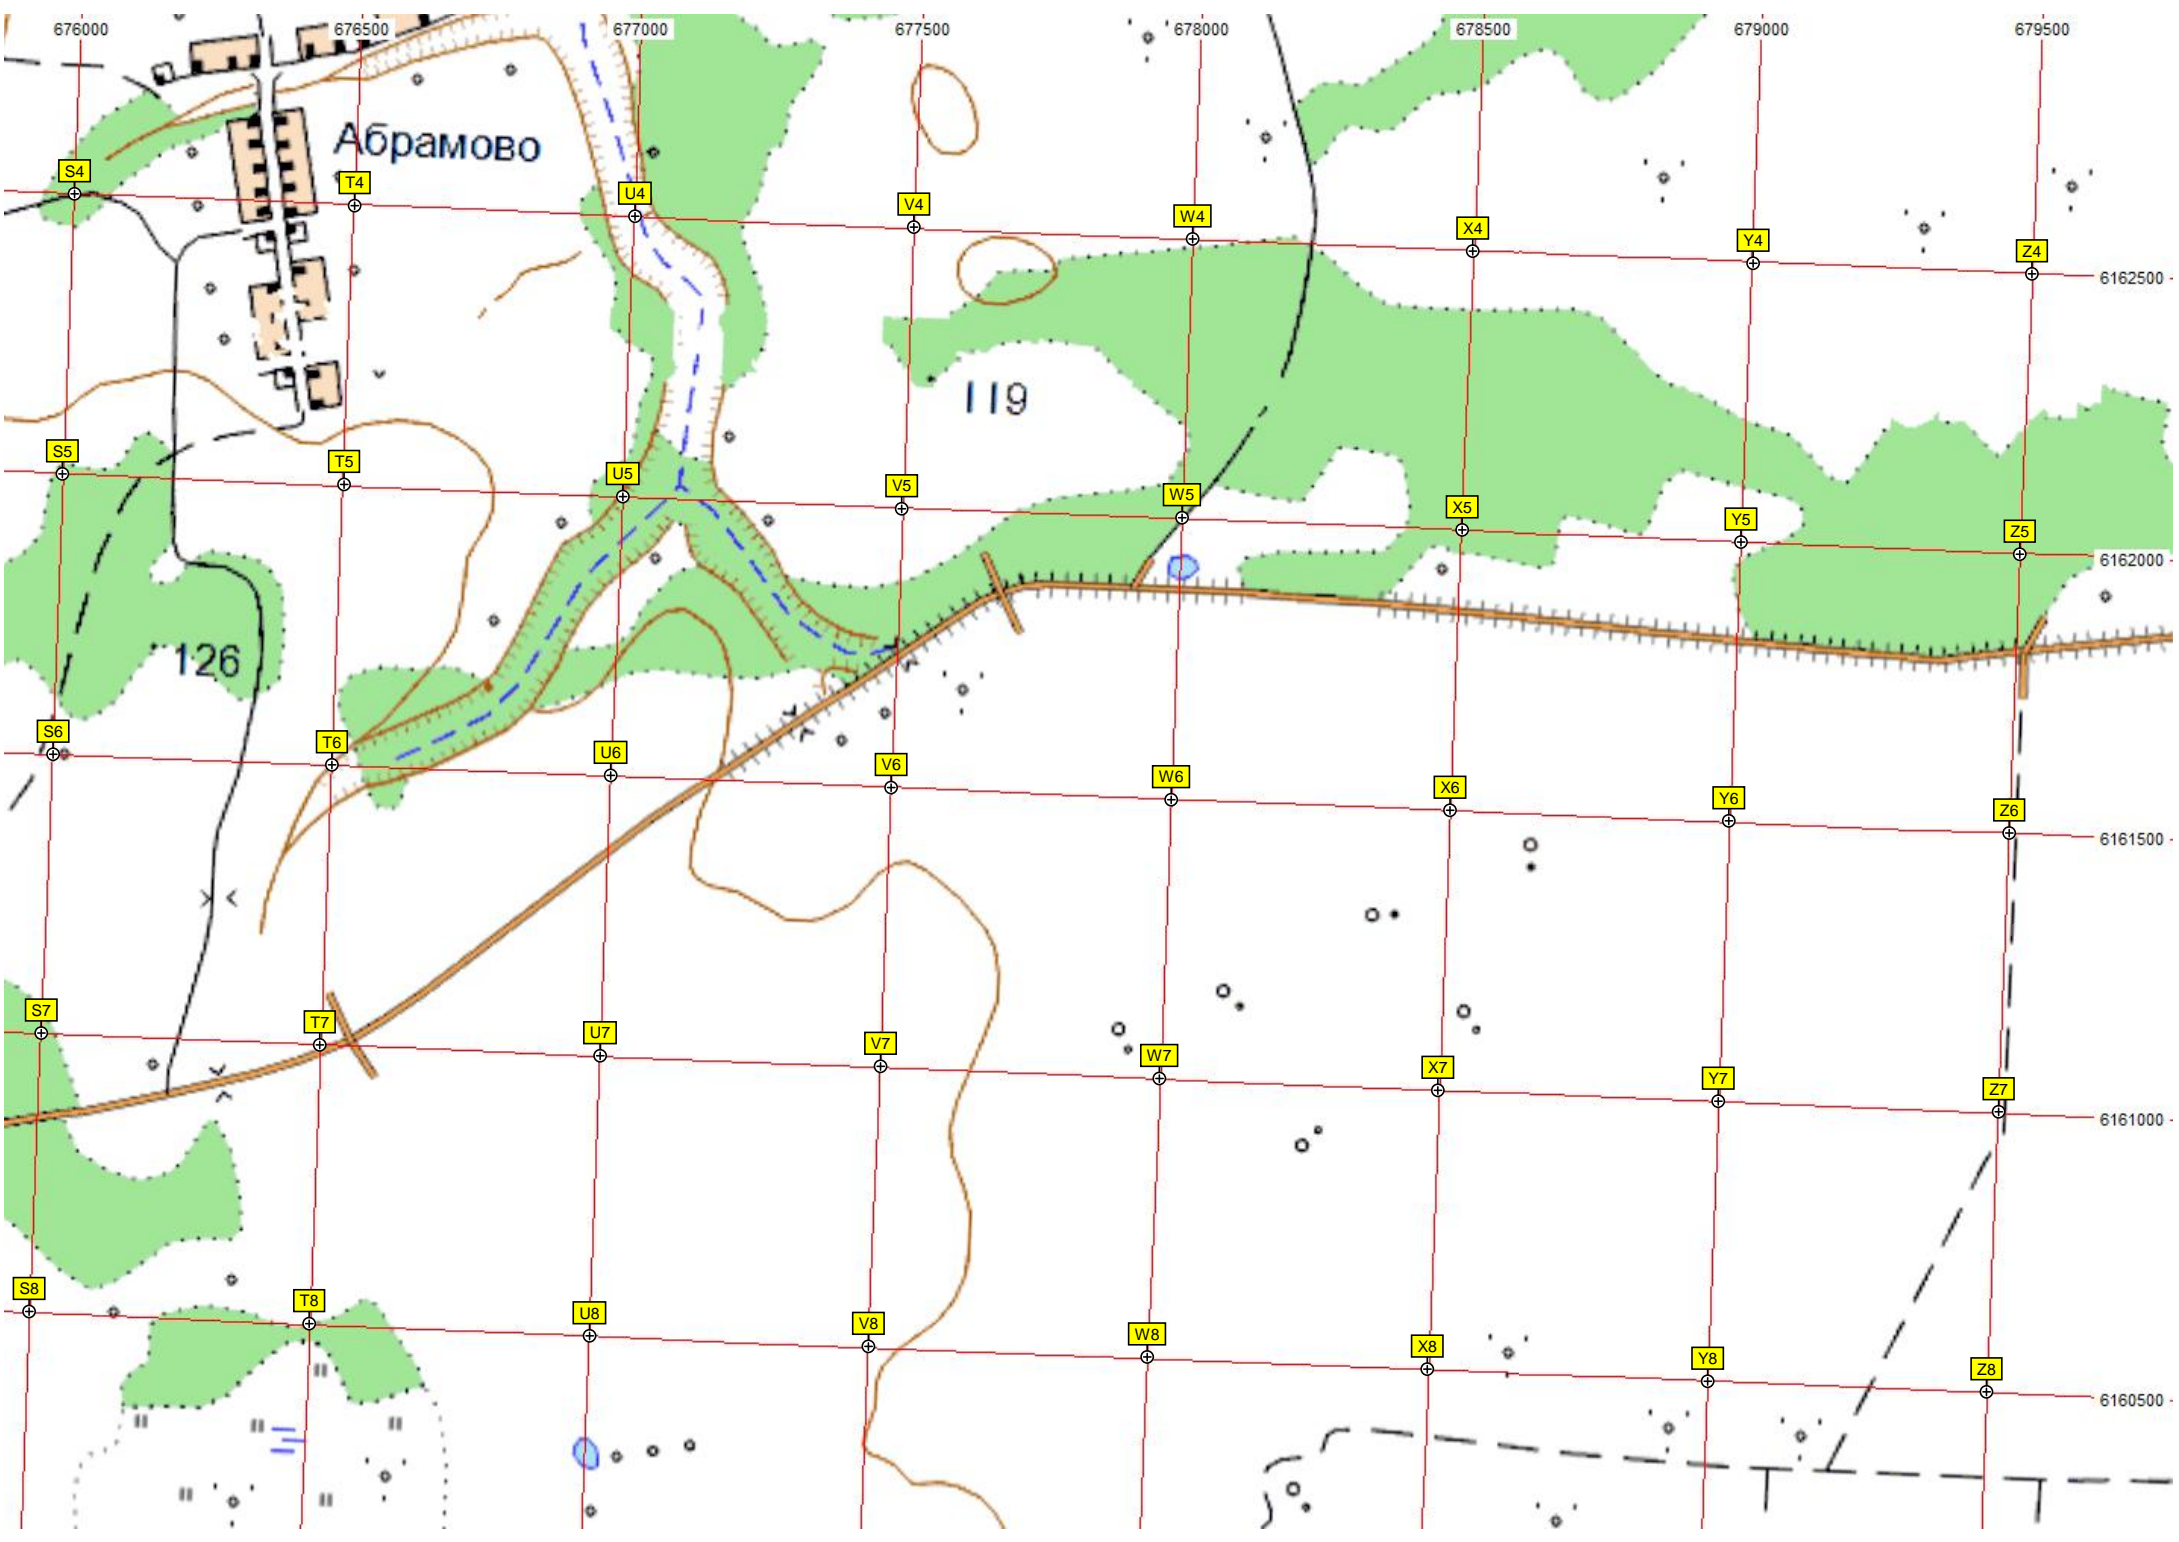 676000 676500 677000 677500 678000 678500 679000 679500
Абрамово
S4 T4 U4 V4 W4 X4 Y4 Z4
6162500
119
S5 T5 U5 V5 W5 X5 Y5 Z5
6162000
126
S6 T6 U6 V6 W6 X6 Y6 Z6
6161500
S7 T7 U7 V7 W7 X7 Y7 Z7
6161000
S8 T8 U8 V8 W8 X8 Y8 Z8
6160500